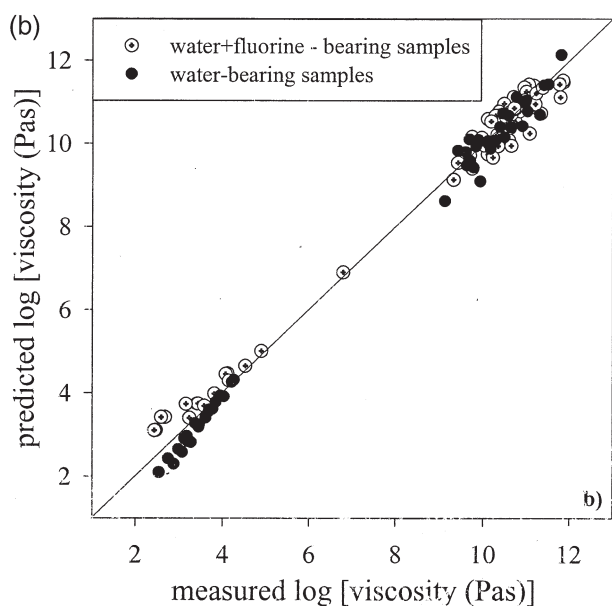 (b)
water+fluorine - bearing samples
water-bearing samples
12
10
8
6
4
2
predicted log [viscosity (Pas)]
b)
2
4
6
8
10
12
measured log [viscosity (Pas)]